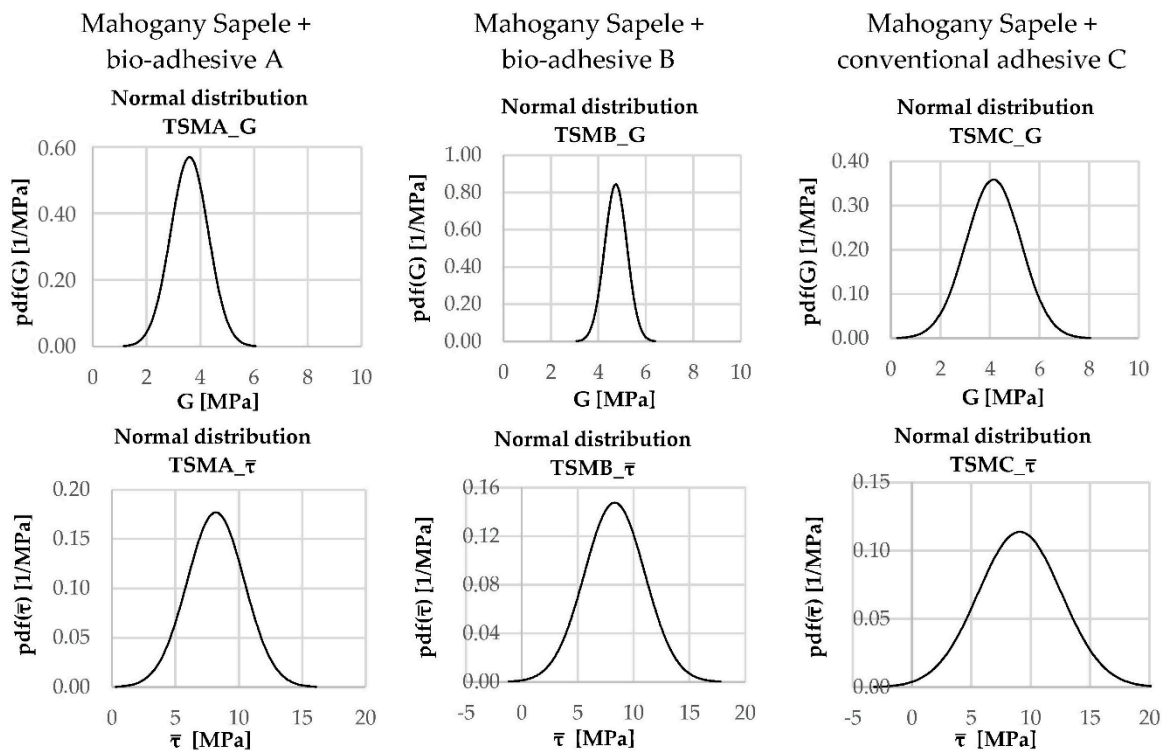 Mahogany Sapele +
bio-adhesive A
Normal distribution
TSMA_G
0.60
0.40
0.20
0.00
pdf(G) [1/MPa]
0 2 4 6 8 10
G [MPa]
Mahogany Sapele +
bio-adhesive B
Normal distribution
TSMB_G
1.00
0.80
0.60
0.40
0.20
0.00
pdf(G) [1/MPa]
0 2 4 6 8 10
G [MPa]
Mahogany Sapele +
conventional adhesive C
Normal distribution
TSMC_G
0.40
0.30
0.20
0.10
0.00
pdf(G) [1/MPa]
0 2 4 6 8 10
G [MPa]
Normal distribution
TSMA_τ̅
0.20
0.15
0.10
0.05
0.00
pdf(τ̅) [1/MPa]
0 5 10 15 20
τ̅ [MPa]
Normal distribution
TSMB_τ̅
0.16
0.12
0.08
0.04
0.00
pdf(τ̅) [1/MPa]
-5 0 5 10 15 20
τ̅ [MPa]
Normal distribution
TSMC_τ̅
0.15
0.10
0.05
0.00
pdf(τ̅) [1/MPa]
-5 0 5 10 15 20
τ̅ [MPa]